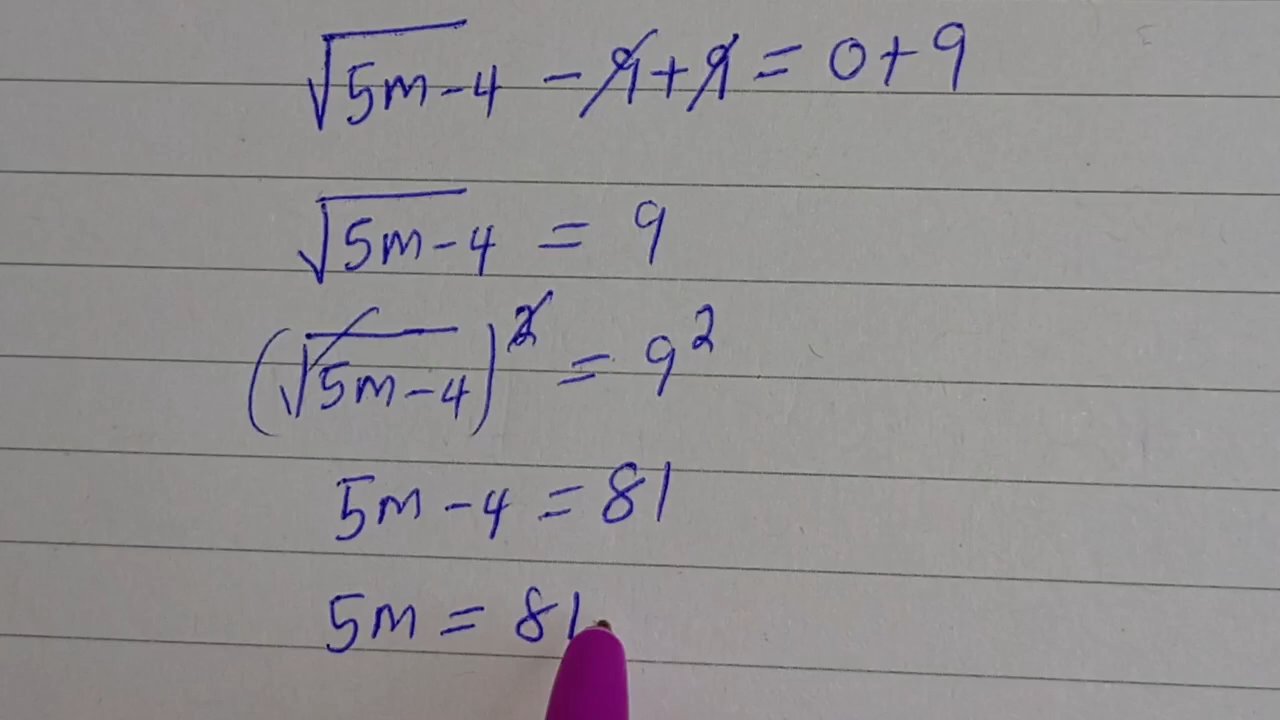 √5m-4 - 9 + 9 = 0 + 9
√5m-4 = 9
(√5m-4)² = 9²
5m - 4 = 81
5m = 81